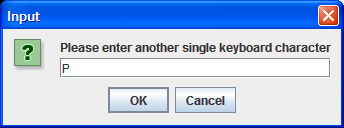 Input
?
Please enter another single keyboard character
P
OK Cancel